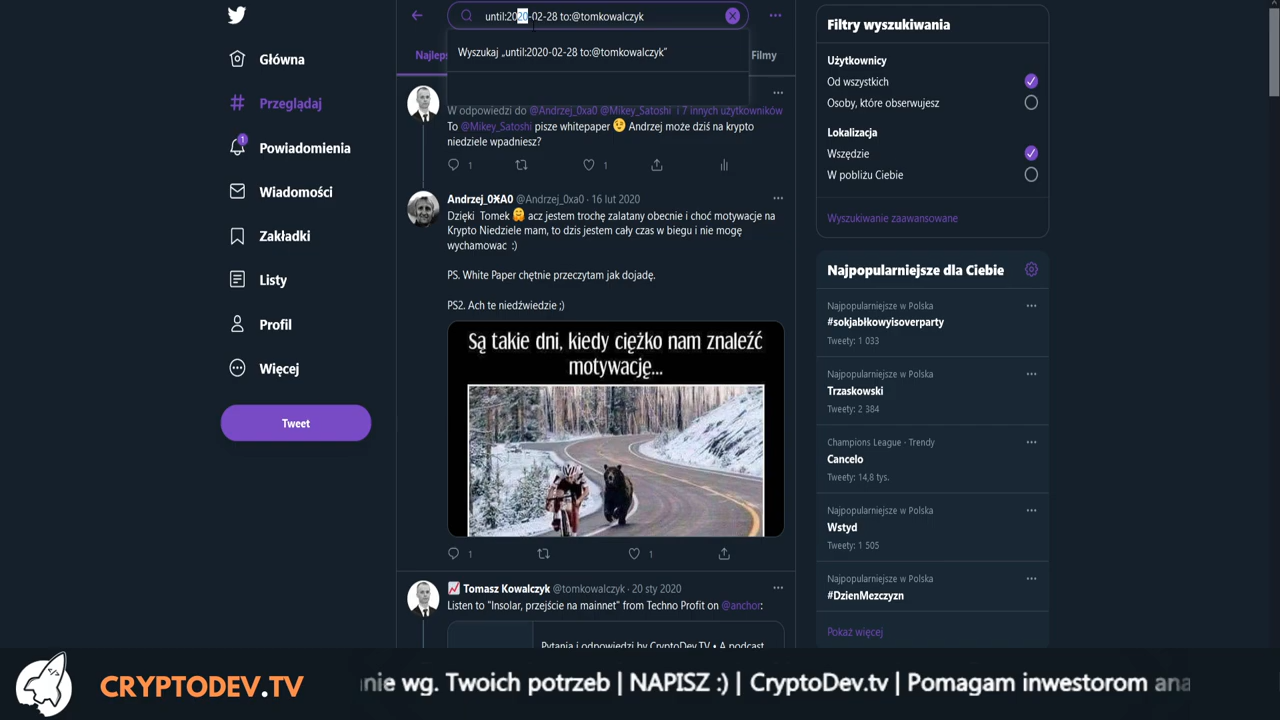 until:2020-02-28 to:@tomkowalczyk
Wyszukaj „until:2020-02-28 to:@tomkowalczyk”
Główna
Przeglądaj
1
Powiadomienia
Wiadomości
Zakładki
Listy
Profil
Więcej
Tweet
Filmy
W odpowiedzi do @Andrzej_0xa0 @Mikey_Satoshi i 7 innych użytkowników
To @Mikey_Satoshi pisze whitepaper 😉 Andrzej może dziś na krypto
niedziele wpadniesz?
1 1
Andrzej_0ӾA0 @Andrzej_0xa0 · 16 lut 2020
Dzięki Tomek 🤗 acz jestem trochę zalatany obecnie i choć motywacje na
Krypto Niedziele mam, to dzis jestem cały czas w biegu i nie mogę
wychamowac :)
PS. White Paper chętnie przeczytam jak dojadę.
PS2. Ach te niedźwiedzie ;)
Są takie dni, kiedy ciężko nam znaleźć
motywację...
1 1
📈 Tomasz Kowalczyk @tomkowalczyk · 20 sty 2020
Listen to "Insolar, przejście na mainnet" from Techno Profit on @anchor:
Pytania i odpowiedzi by CryptoDev.TV • A podcast
Filtry wyszukiwania
Użytkownicy
Od wszystkich
Osoby, które obserwujesz
Lokalizacja
Wszędzie
W pobliżu Ciebie
Wyszukiwanie zaawansowane
Najpopularniejsze dla Ciebie
Najpopularniejsze w Polska
#sokjabłkowyisoverparty
Tweety: 1 033
Najpopularniejsze w Polska
Trzaskowski
Tweety: 2 384
Champions League · Trendy
Cancelo
Tweety: 14,8 tys.
Najpopularniejsze w Polska
Wstyd
Tweety: 1 505
Najpopularniejsze w Polska
#DzienMezczyzn
Pokaż więcej
CRYPTODEV.TV
nie wg. Twoich potrzeb | NAPISZ :) | CryptoDev.tv | Pomagam inwestorom ana